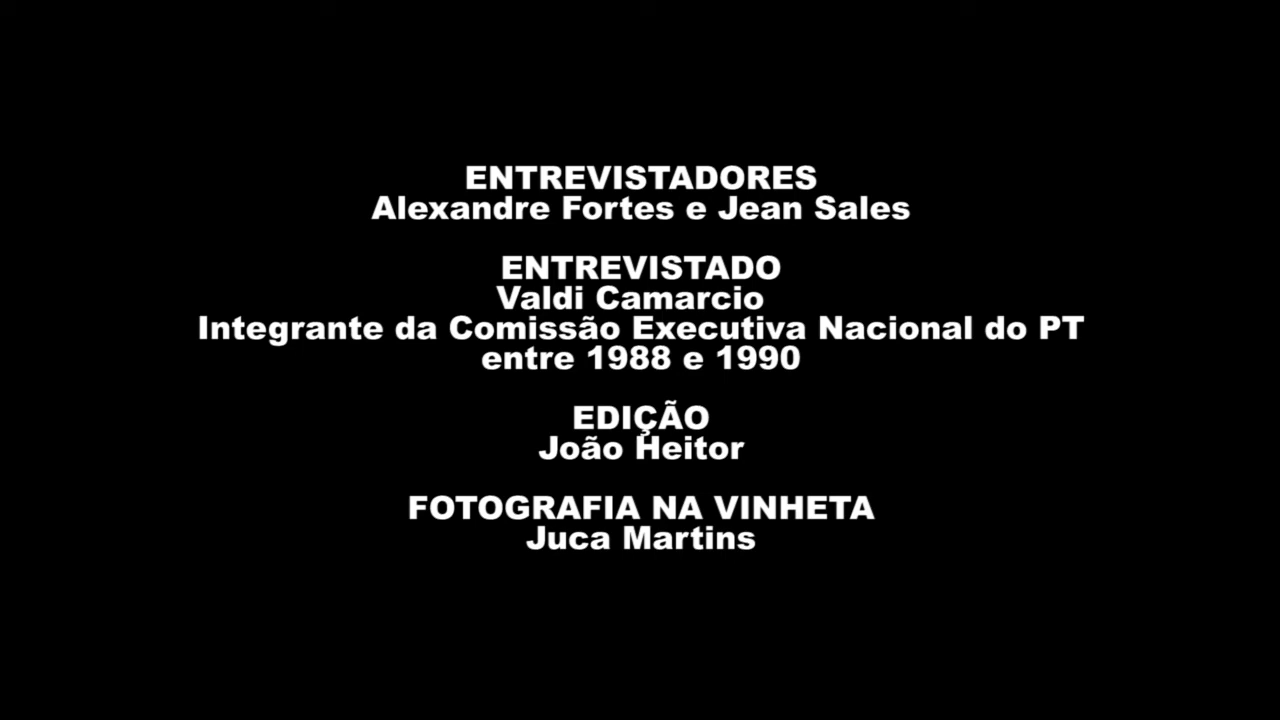 ENTREVISTADORES
Alexandre Fortes e Jean Sales
ENTREVISTADO
Valdi Camarcio
Integrante da Comissão Executiva Nacional do PT
entre 1988 e 1990
EDIÇÃO
João Heitor
FOTOGRAFIA NA VINHETA
Juca Martins